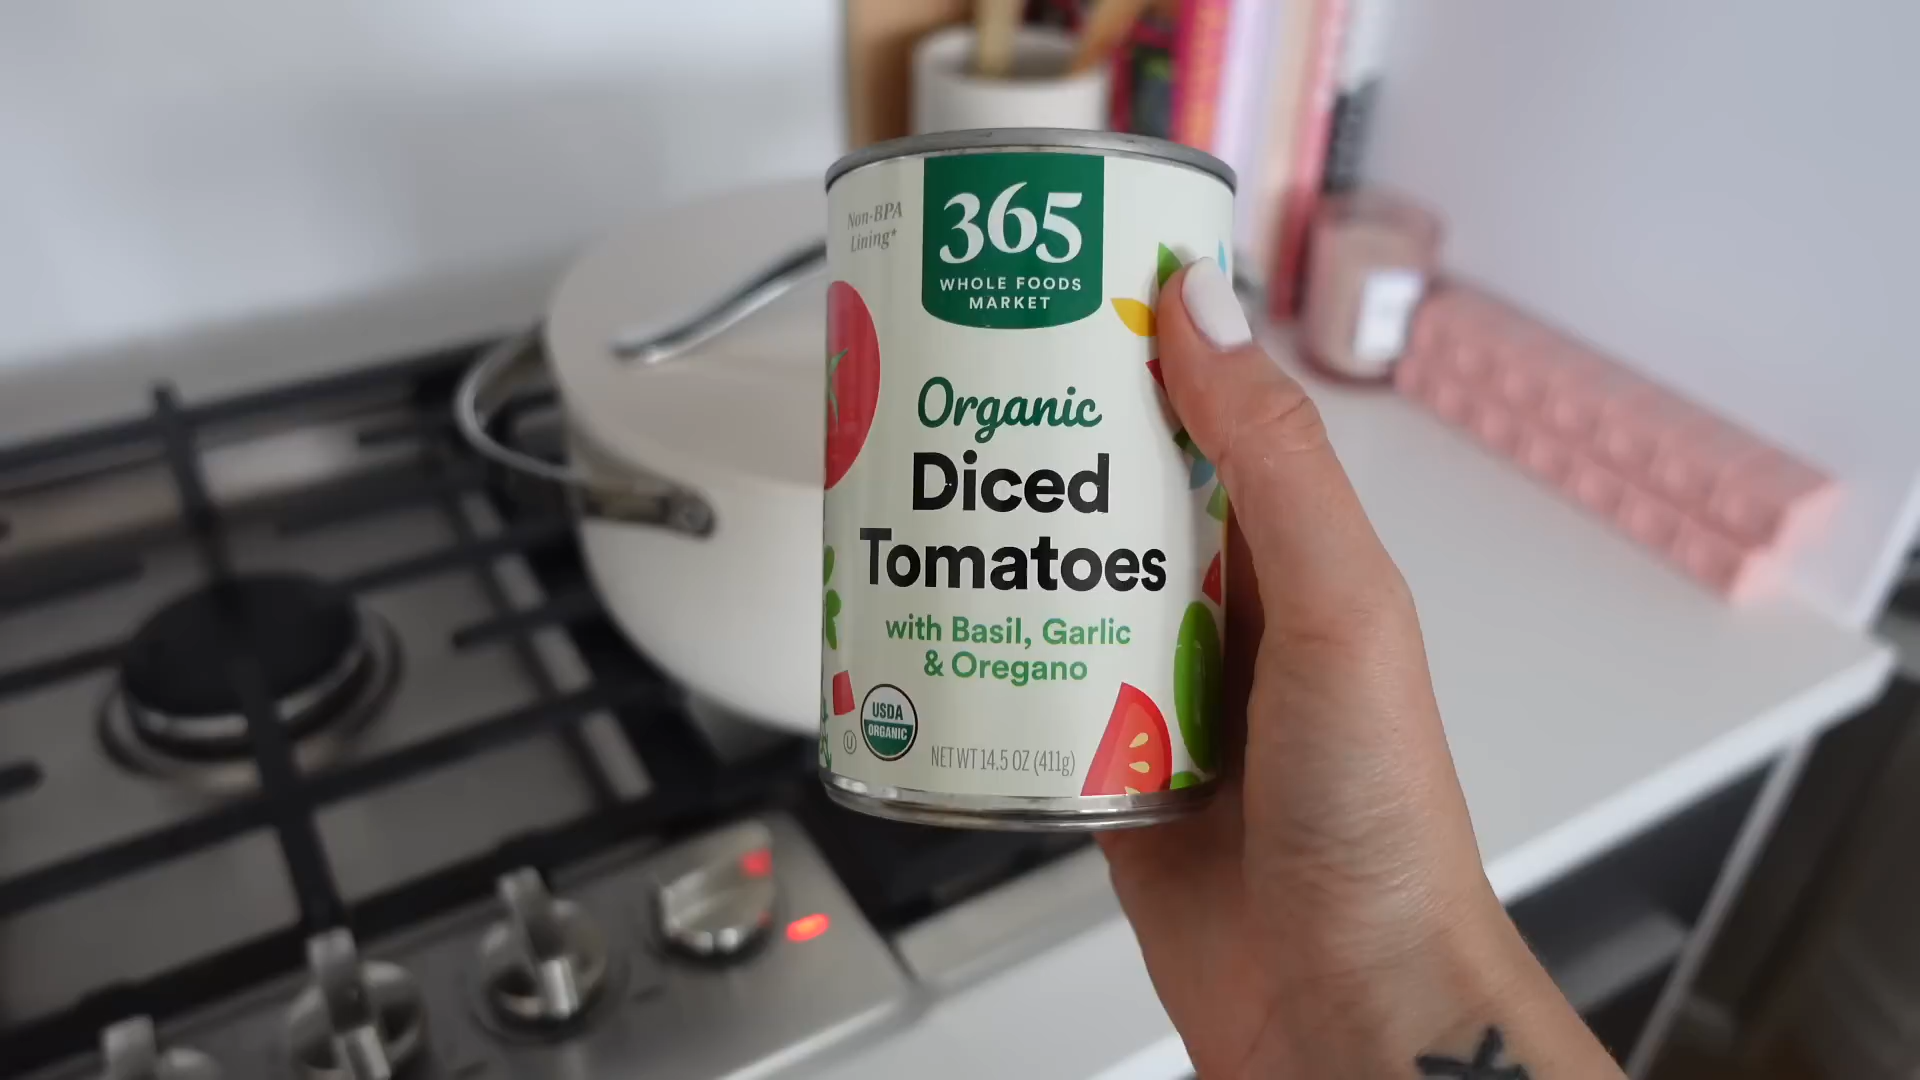 Non-BPA
Lining*
365
WHOLE FOODS
MARKET
Organic
Diced
Tomatoes
with Basil, Garlic
& Oregano
USDA
ORGANIC
U
NET WT 14.5 OZ (411g)